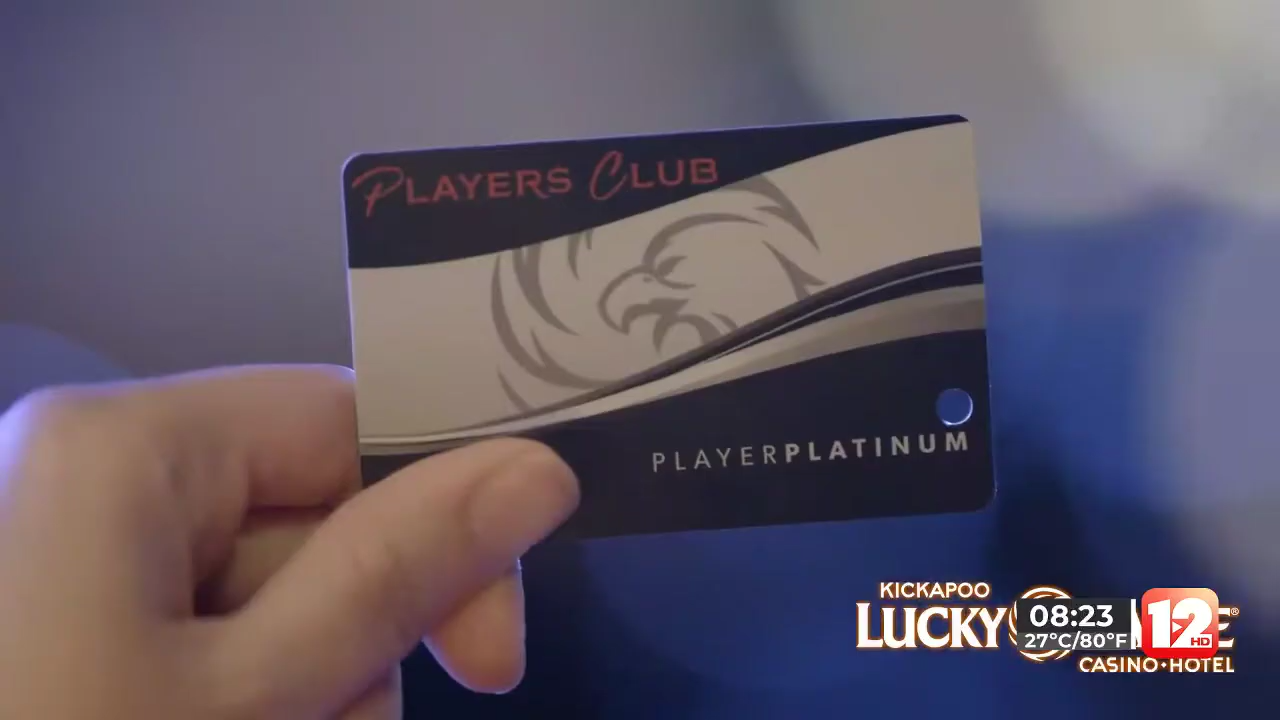 PLAYERS CLUB
PLAYERPLATINUM
KICKAPOO
LUCKY
08:23
27°C/80°F
12
HD
CASINO•HOTEL